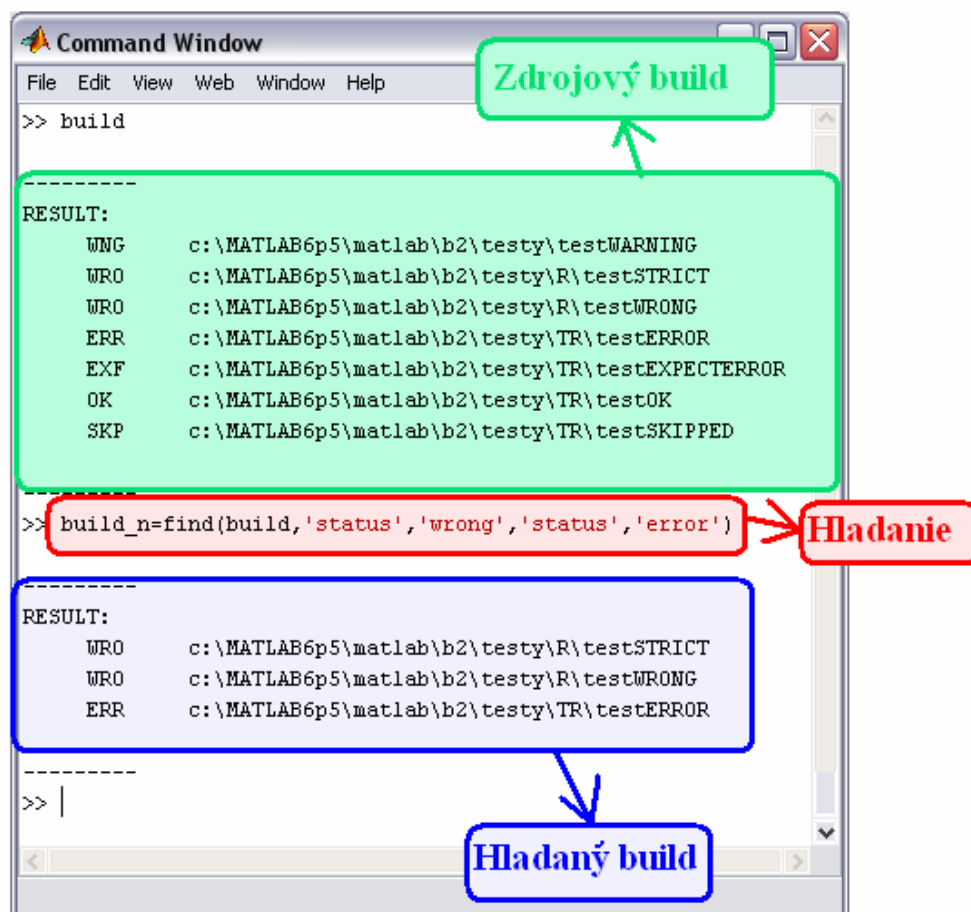 Command Window
Zdrojový build
File Edit View Web Window Help
>> build
---------
RESULT:
WNG c:\MATLAB6p5\matlab\b2\testy\testWARNING
WRO c:\MATLAB6p5\matlab\b2\testy\R\testSTRICT
WRO c:\MATLAB6p5\matlab\b2\testy\R\testWRONG
ERR c:\MATLAB6p5\matlab\b2\testy\TR\testERROR
EXF c:\MATLAB6p5\matlab\b2\testy\TR\testEXPECTERROR
OK c:\MATLAB6p5\matlab\b2\testy\TR\testOK
SKP c:\MATLAB6p5\matlab\b2\testy\TR\testSKIPPED
---------
>> build_n=find(build,'status','wrong','status','error')
Hladanie
---------
RESULT:
WRO c:\MATLAB6p5\matlab\b2\testy\R\testSTRICT
WRO c:\MATLAB6p5\matlab\b2\testy\R\testWRONG
ERR c:\MATLAB6p5\matlab\b2\testy\TR\testERROR
---------
>>
Hladaný build